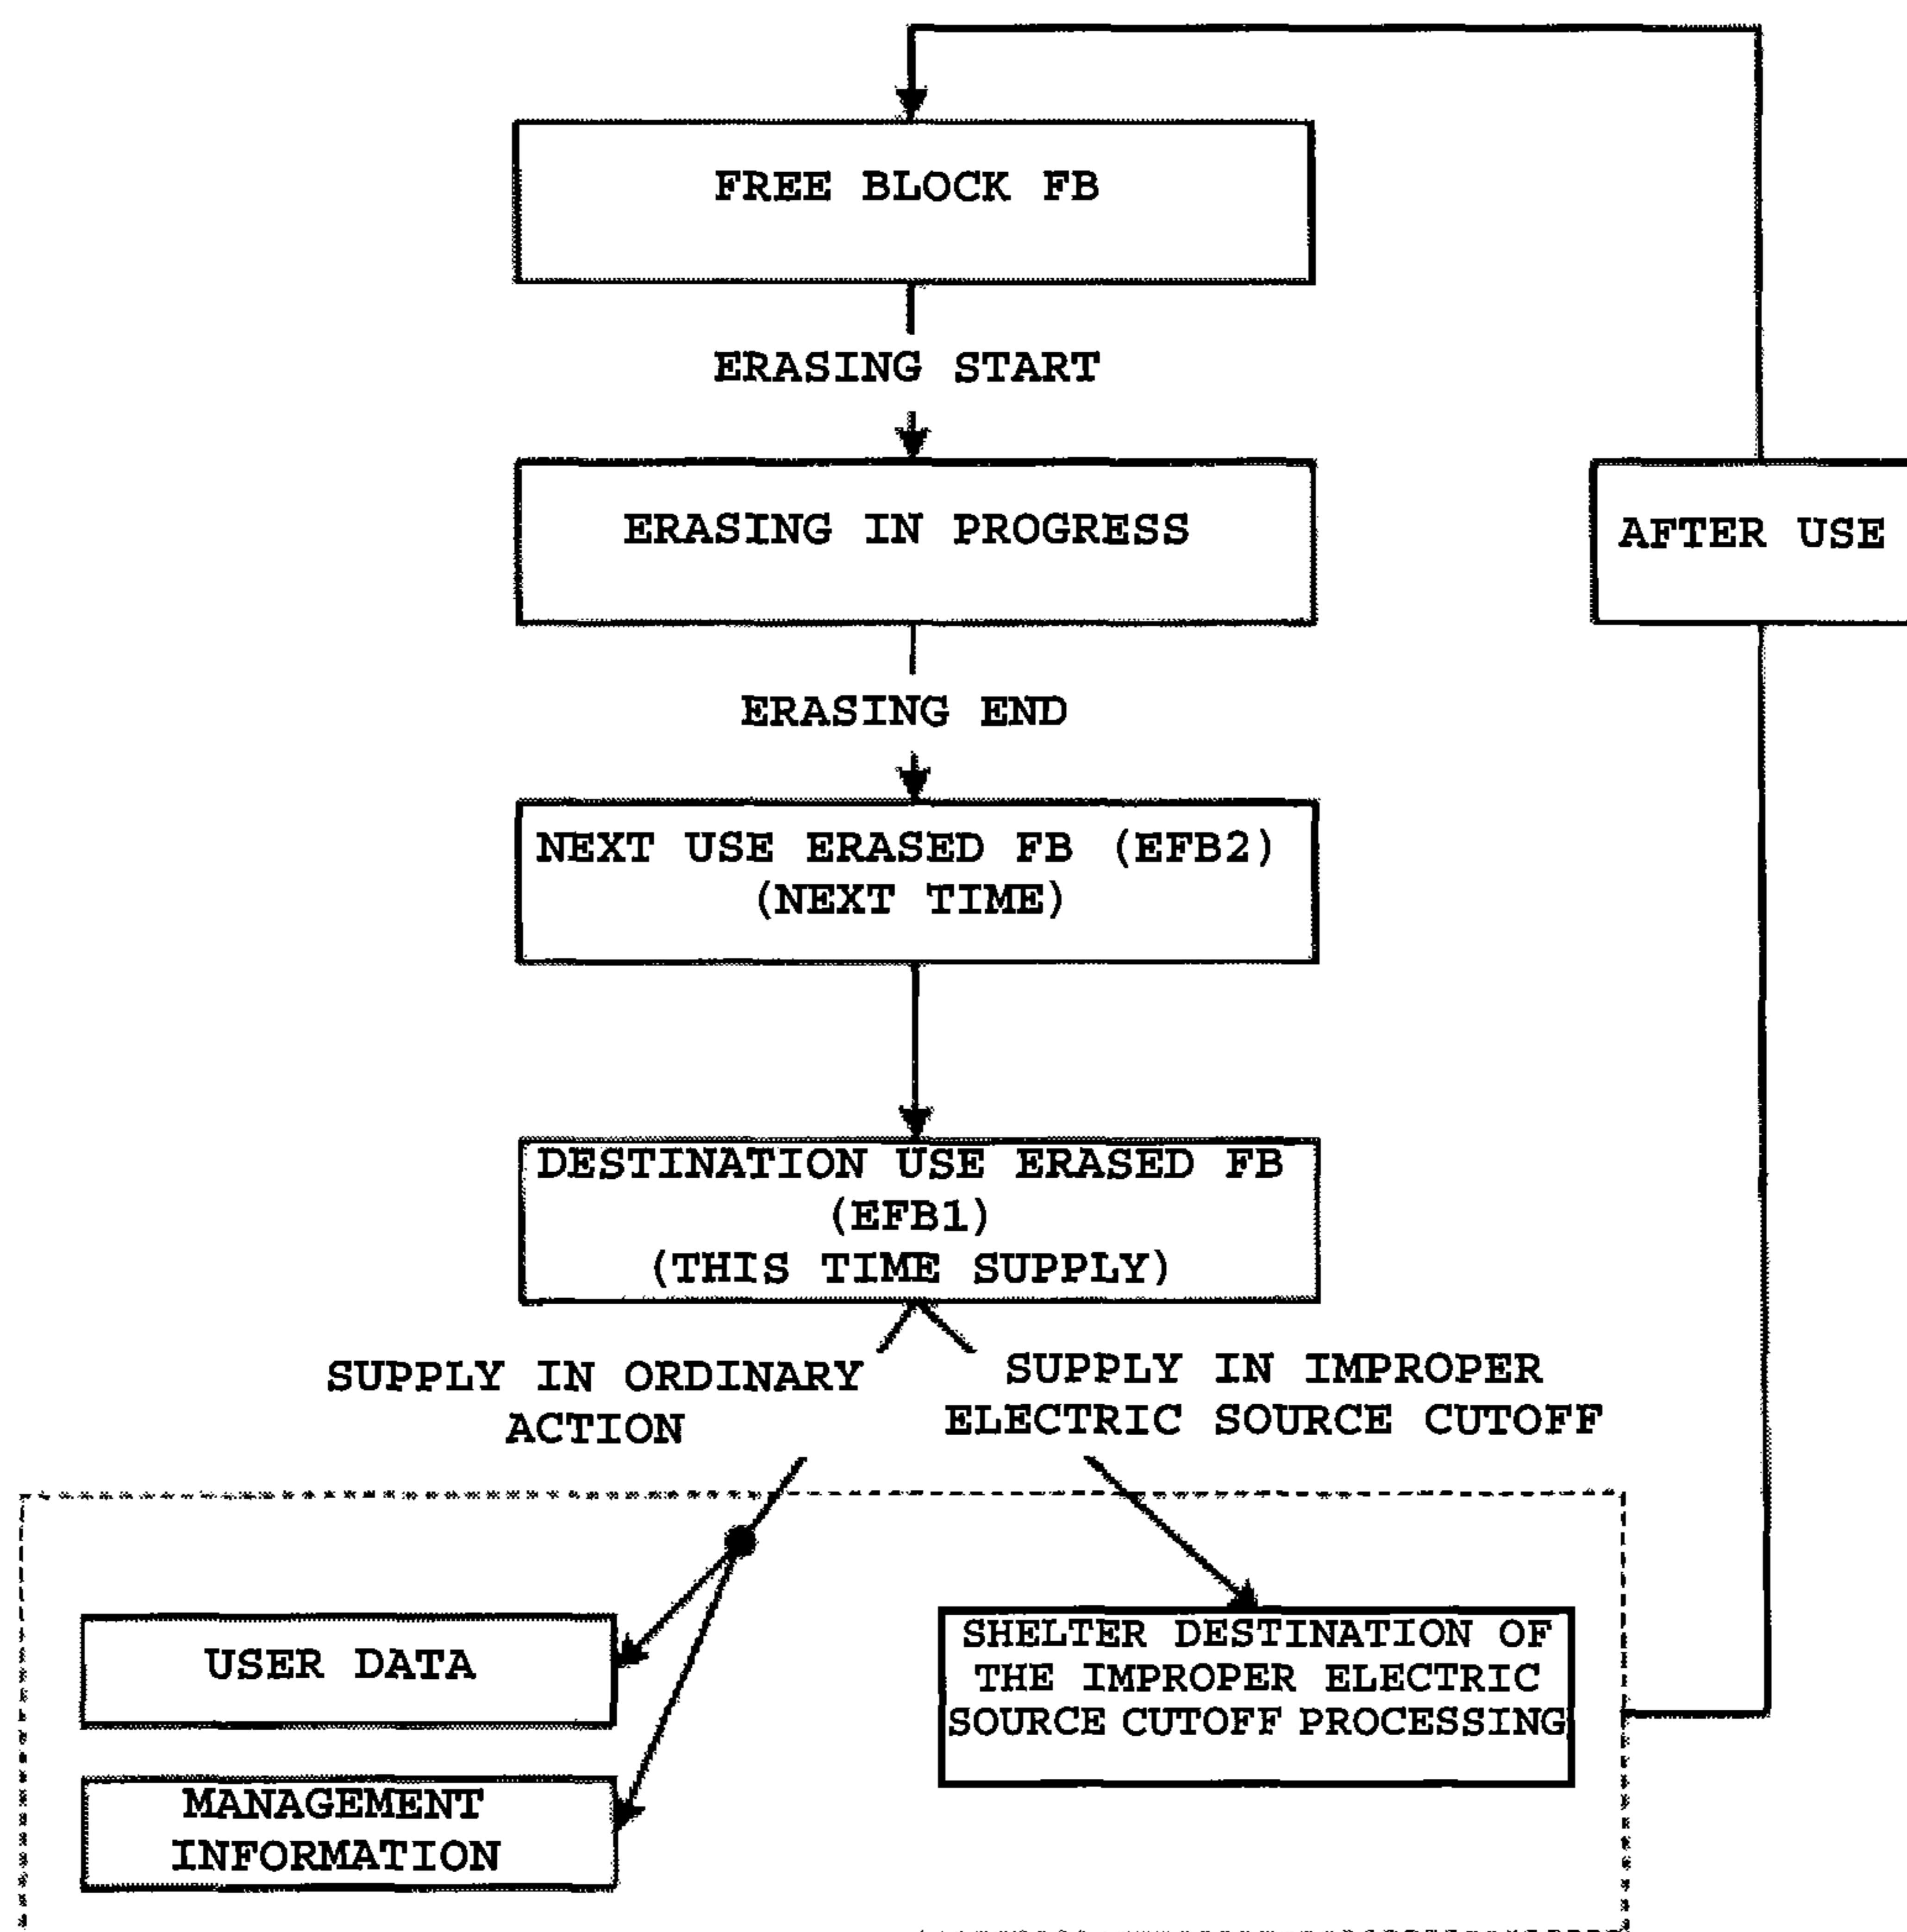 FREE BLOCK FB
ERASING START
ERASING IN PROGRESS
AFTER USE
ERASING END
NEXT USE ERASED FB (EFB2)
(NEXT TIME)
DESTINATION USE ERASED FB
(EFB1)
(THIS TIME SUPPLY)
SUPPLY IN ORDINARY
ACTION
SUPPLY IN IMPROPER
ELECTRIC SOURCE CUTOFF
USER DATA
MANAGEMENT
INFORMATION
SHELTER DESTINATION OF
THE IMPROPER ELECTRIC
SOURCE CUTOFF PROCESSING